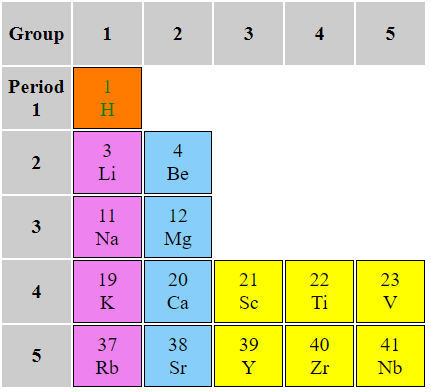 Group 1 2 3 4 5
Period
1
1
H
2
3
Li
4
Be
3
11
Na
12
Mg
4
19
K
20
Ca
21
Sc
22
Ti
23
V
5
37
Rb
38
Sr
39
Y
40
Zr
41
Nb